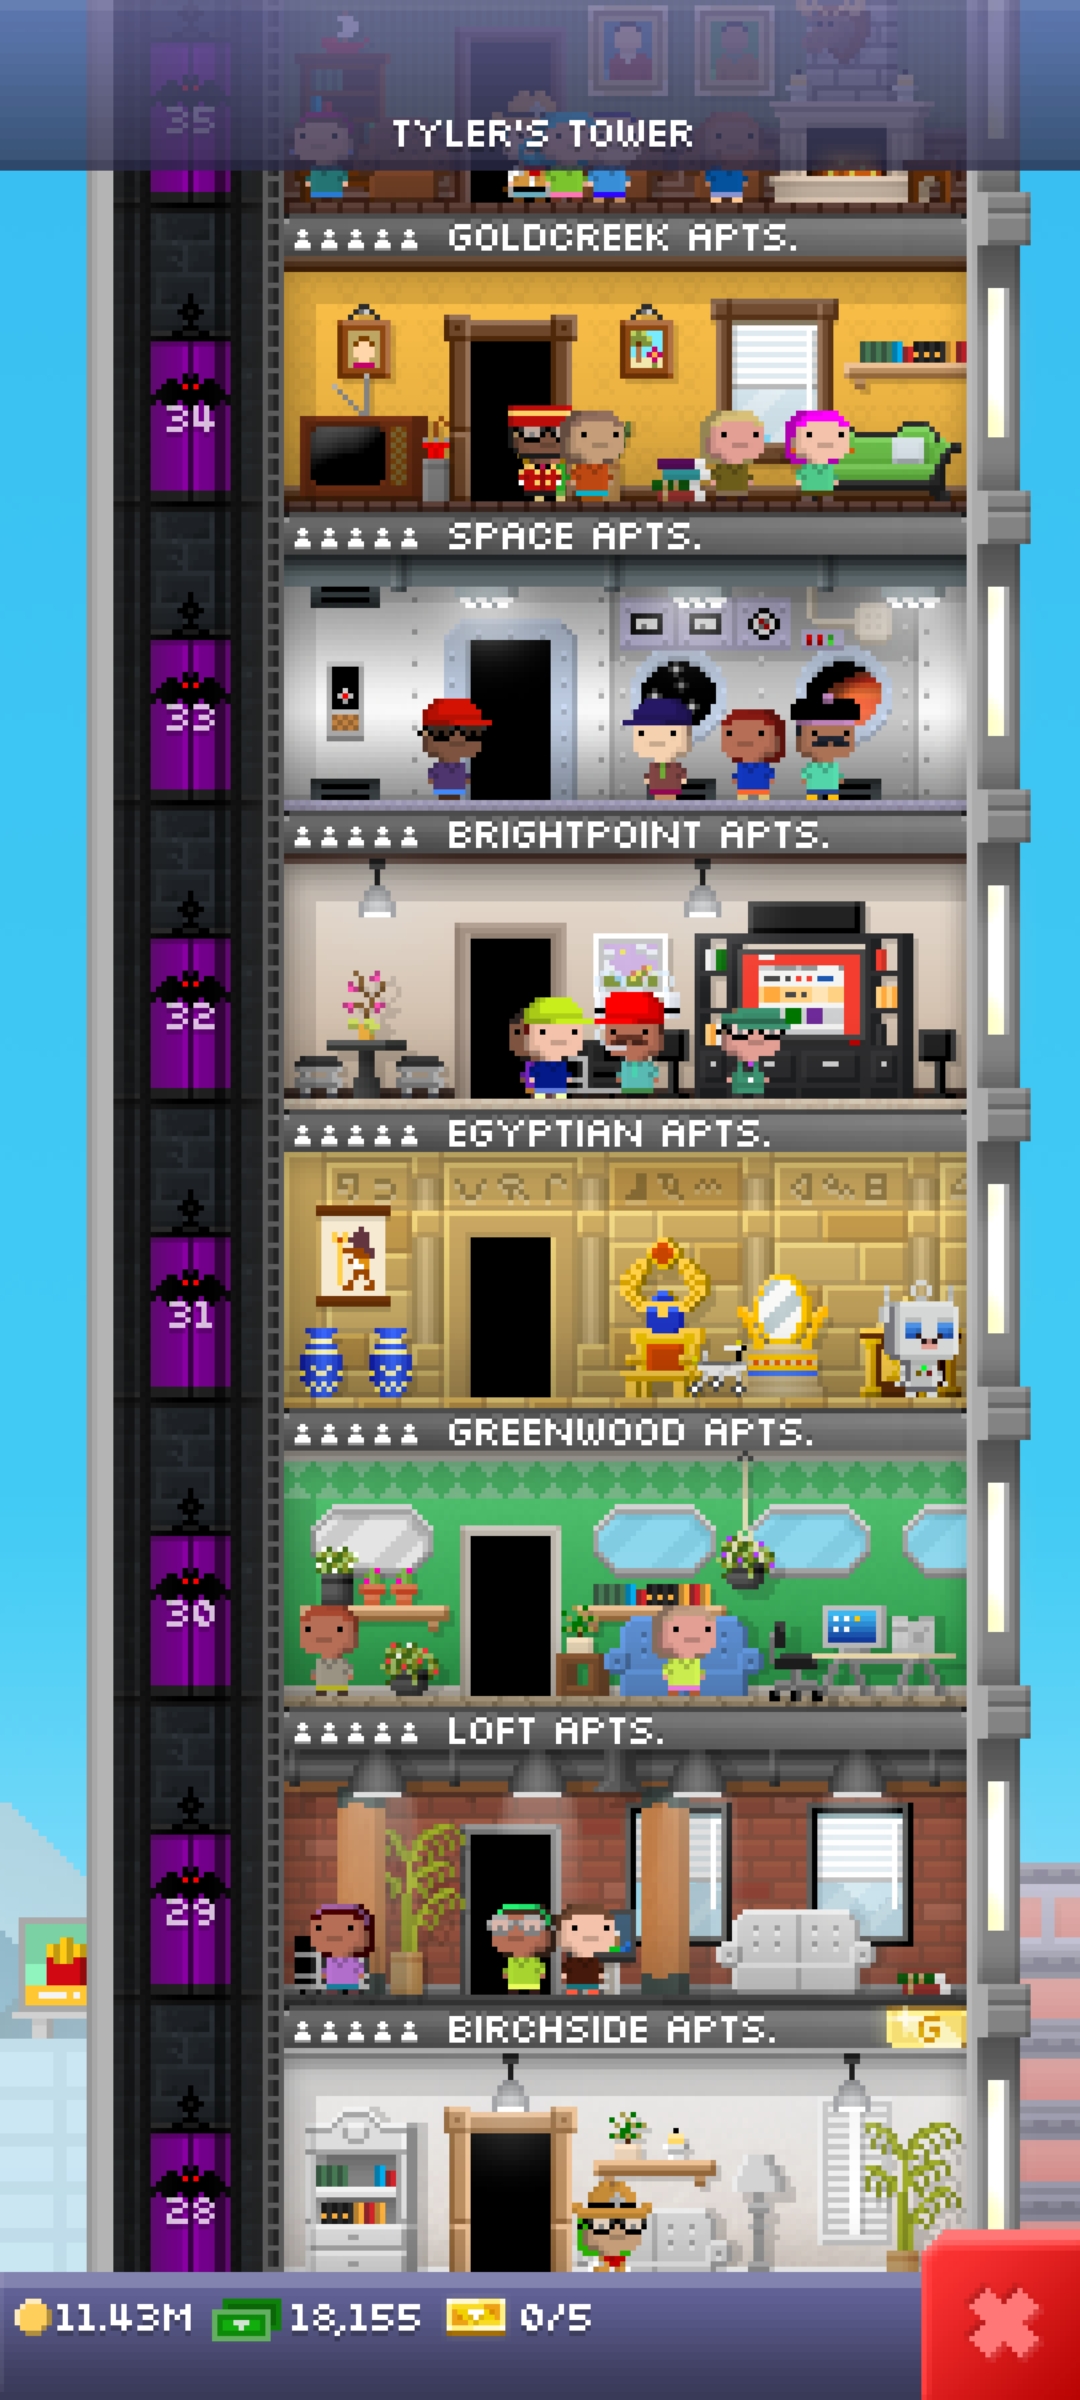 35
TYLER'S TOWER
GOLDCREEK APTS.
34
SPACE APTS.
33
BRIGHTPOINT APTS.
32
EGYPTIAN APTS.
31
GREENWOOD APTS.
30
LOFT APTS.
29
BIRCHSIDE APTS.
G
28
11.43M 18,155 0/5